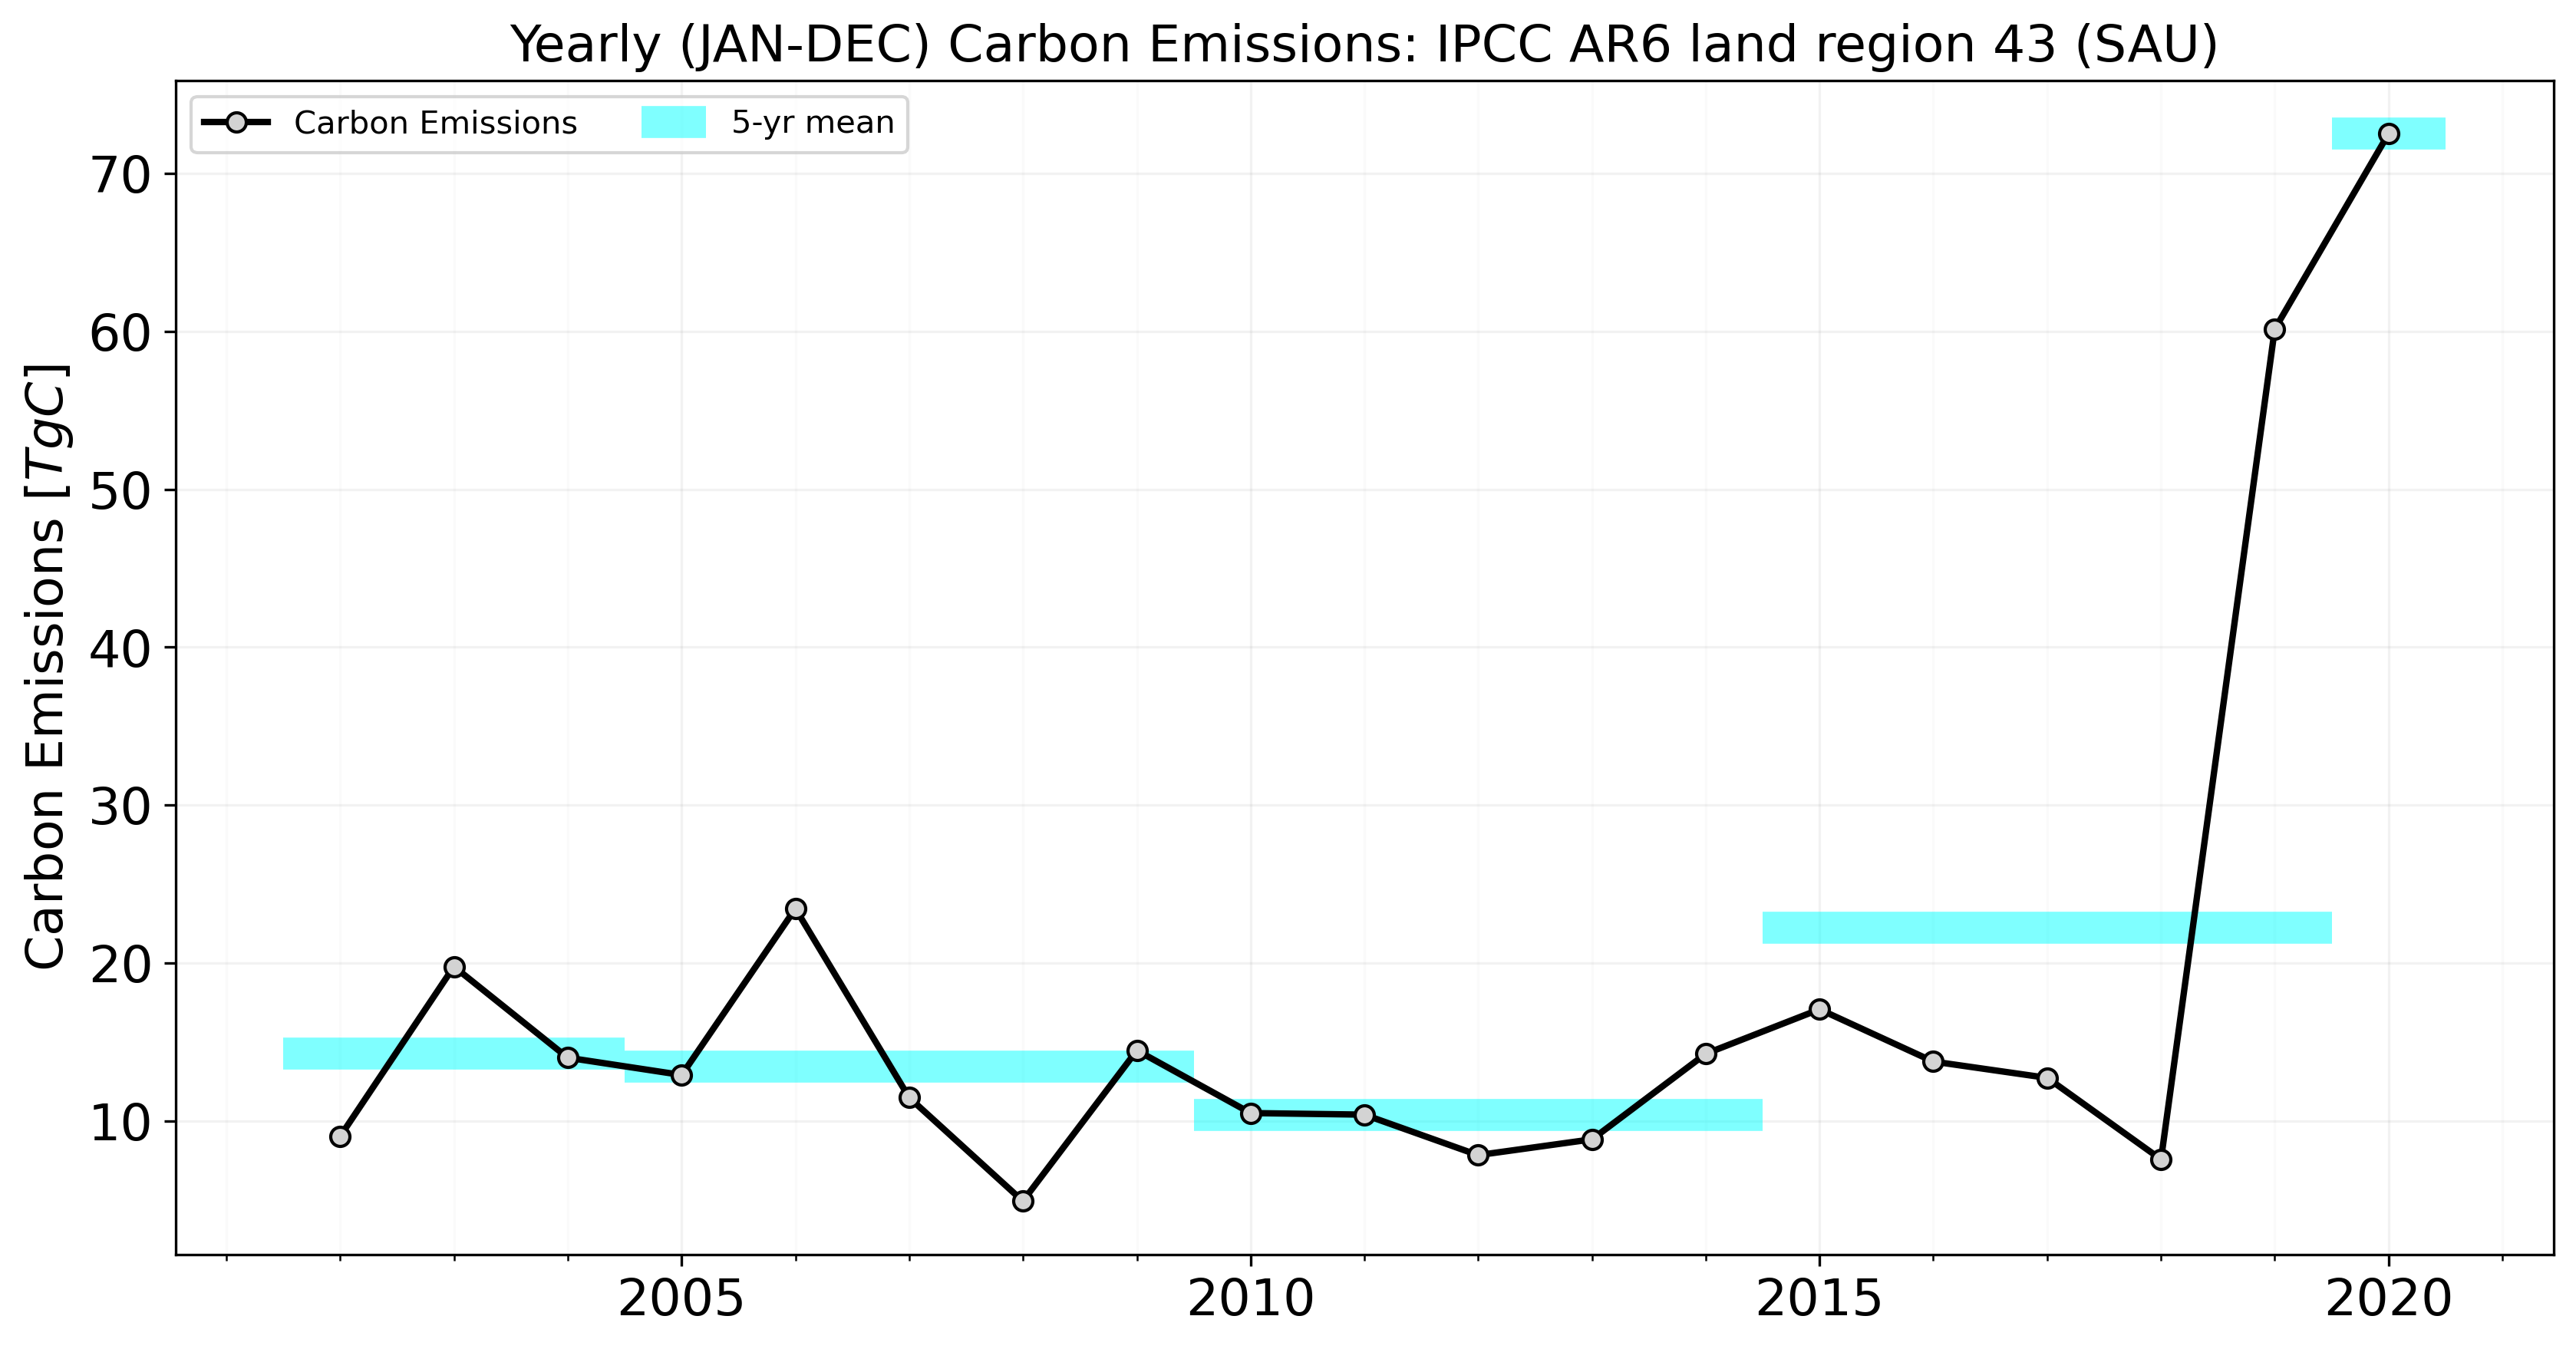 Yearly (JAN-DEC) Carbon Emissions: IPCC AR6 land region 43 (SAU)
Carbon Emissions
5-yr mean
Carbon Emissions [TgC]
70
60
50
40
30
20
10
2005
2010
2015
2020